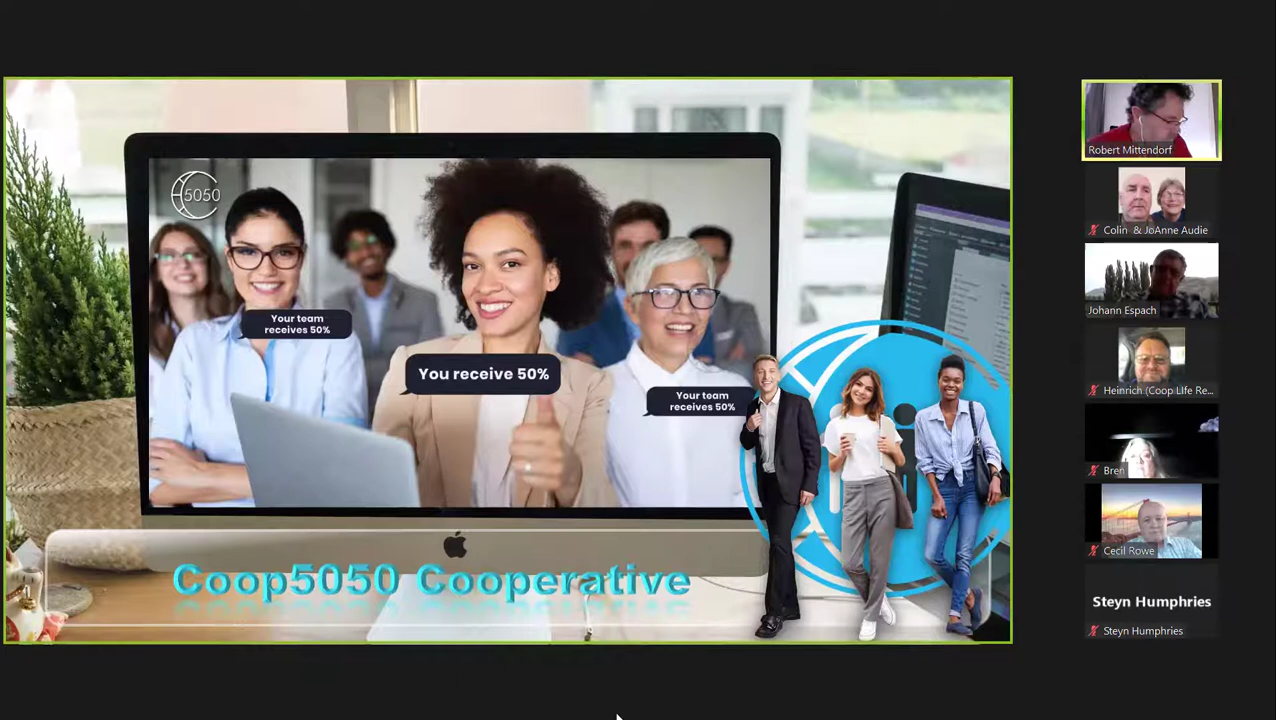 5050
Your team
receives 50%
You receive 50%
Your team
receives 50%
Coop5050 Cooperative
Robert Mittendorf
Colin & JoAnne Audie
Johann Espach
Heinrich (Coop LIfe Re...
Bren
Cecil Rowe
Steyn Humphries
Steyn Humphries